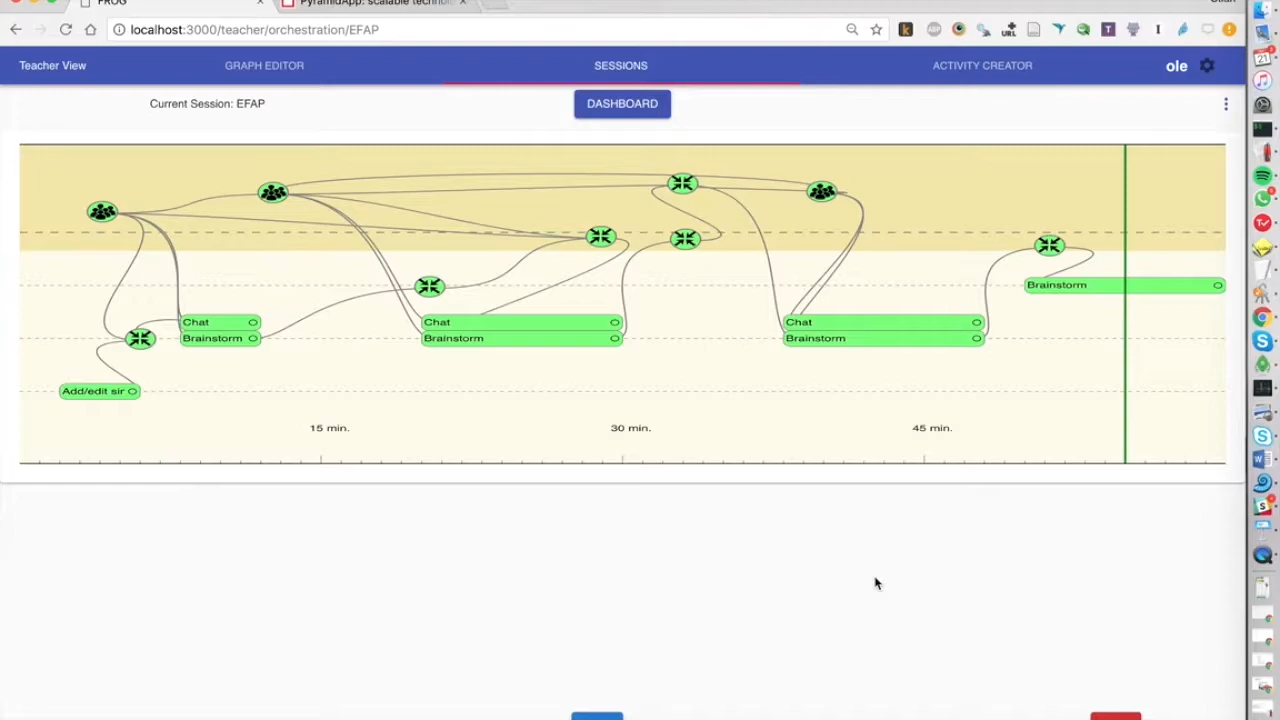 FROG
PyramidApp: scalable
localhost:3000/teacher/orchestration/EFAP
Teacher View
GRAPH EDITOR
SESSIONS
ACTIVITY CREATOR
ole
Current Session: EFAP
DASHBOARD
Chat
Brainstorm
Chat
Brainstorm
Chat
Brainstorm
Brainstorm
Add/edit sir
15 min.
30 min.
45 min.